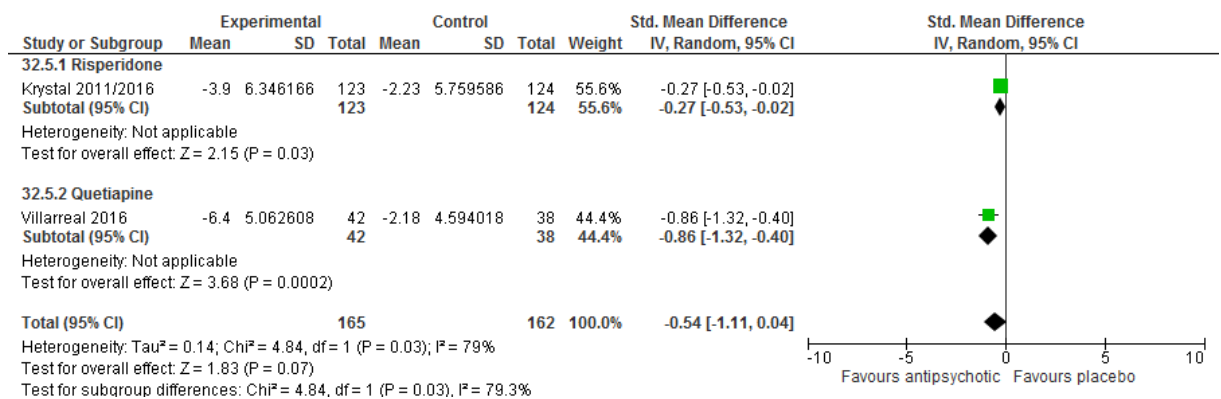 Experimental Control Std. Mean Difference Std. Mean Difference
Study or Subgroup Mean SD Total Mean SD Total Weight IV, Random, 95% CI IV, Random, 95% CI
32.5.1 Risperidone
Krystal 2011/2016 -3.9 6.346166 123 -2.23 5.759586 124 55.6% -0.27 [-0.53, -0.02]
Subtotal (95% CI) 123 124 55.6% -0.27 [-0.53, -0.02]
Heterogeneity: Not applicable
Test for overall effect: Z = 2.15 (P = 0.03)
32.5.2 Quetiapine
Villarreal 2016 -6.4 5.062608 42 -2.18 4.594018 38 44.4% -0.86 [-1.32, -0.40]
Subtotal (95% CI) 42 38 44.4% -0.86 [-1.32, -0.40]
Heterogeneity: Not applicable
Test for overall effect: Z = 3.68 (P = 0.0002)
Total (95% CI) 165 162 100.0% -0.54 [-1.11, 0.04]
Heterogeneity: Tau² = 0.14; Chi² = 4.84, df = 1 (P = 0.03); I² = 79%
Test for overall effect: Z = 1.83 (P = 0.07)
Test for subgroup differences: Chi² = 4.84, df = 1 (P = 0.03), I² = 79.3%
-10 -5 0 5 10
Favours antipsychotic Favours placebo